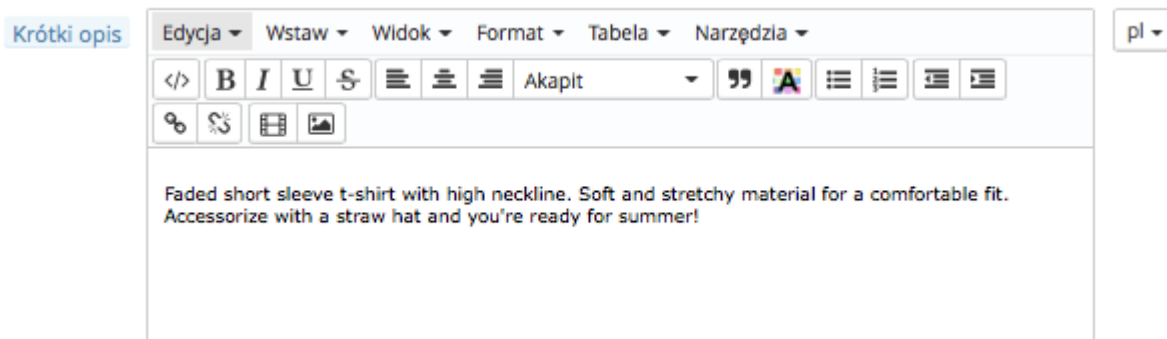 Krótki opis
Edycja Wstaw Widok Format Tabela Narzędzia
pl
B I U S Akapit A
Faded short sleeve t-shirt with high neckline. Soft and stretchy material for a comfortable fit.
Accessorize with a straw hat and you're ready for summer!